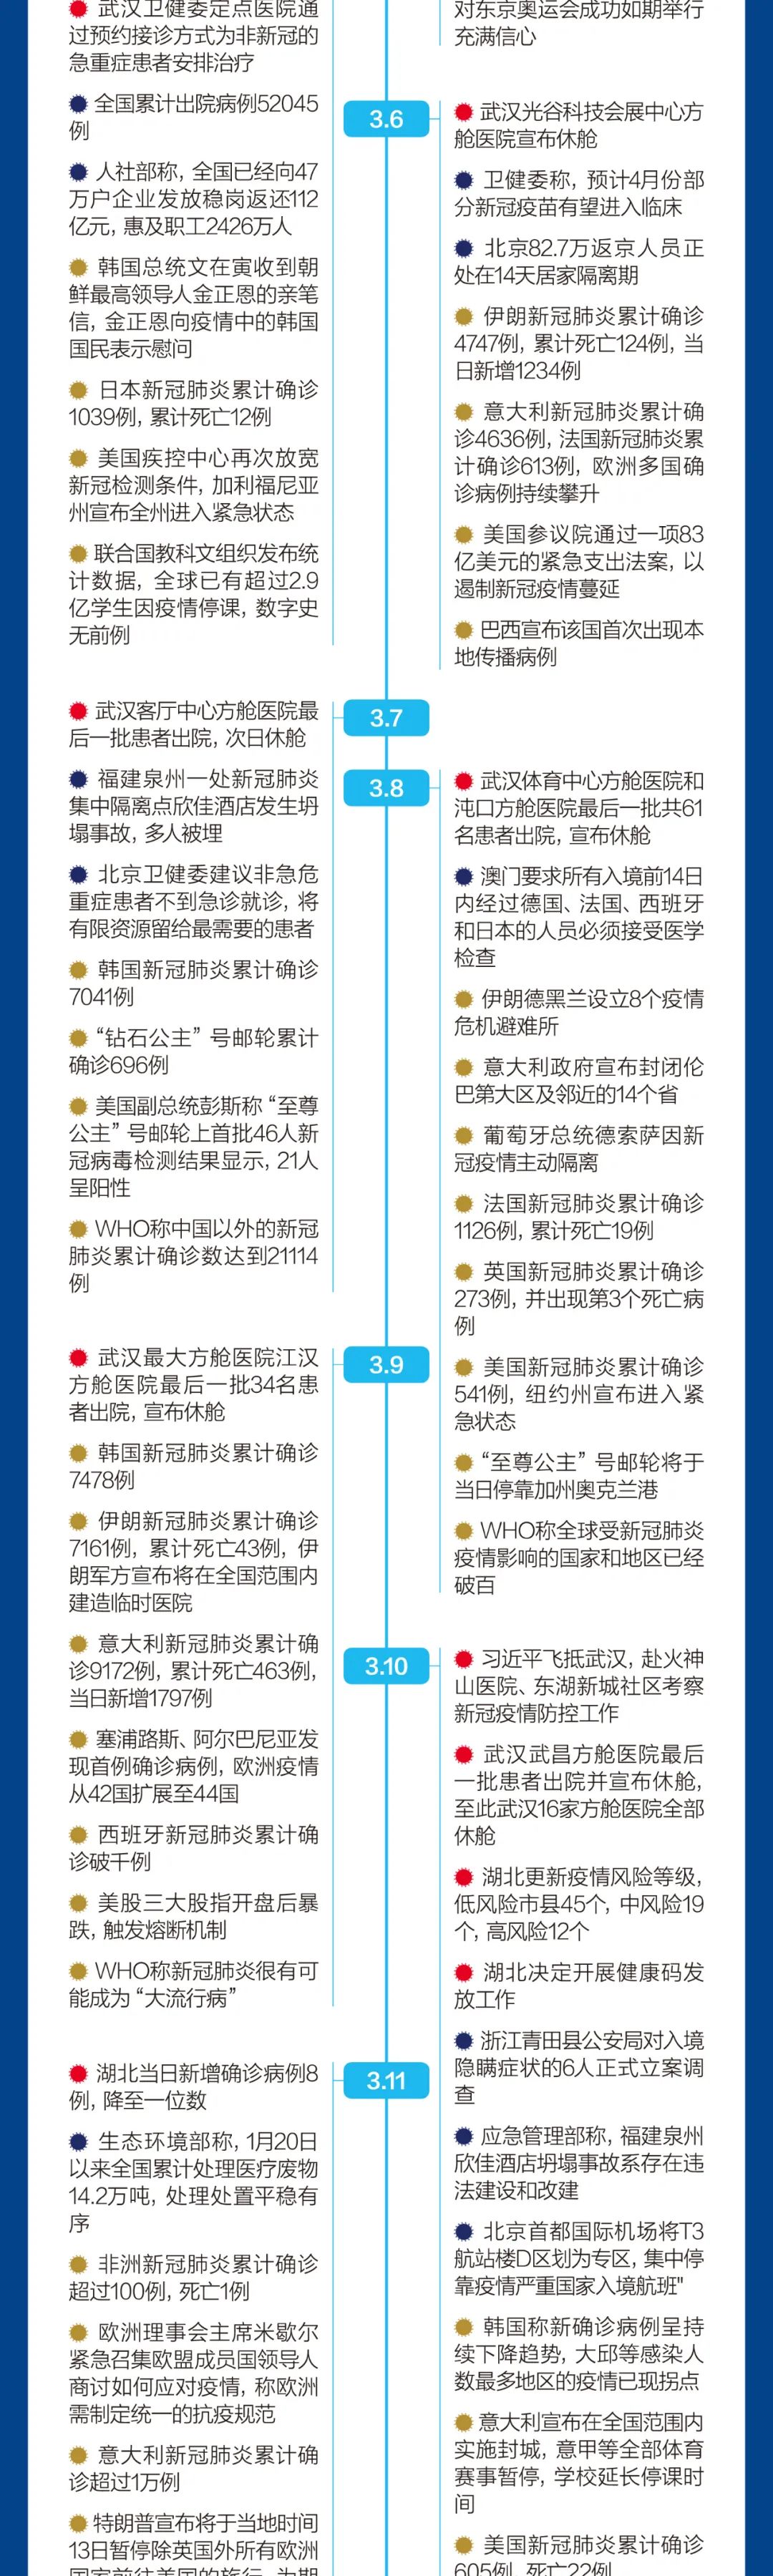 武汉卫健委定点医院通
过预约接诊方式为非新冠的
急重症患者安排治疗
全国累计出院病例52045
例
人社部称，全国已经向47
万户企业发放稳岗返还112
亿元，惠及职工2426万人
韩国总统文在寅收到朝
鲜最高领导人金正恩的亲笔
信，金正恩向疫情中的韩国
国民表示慰问
日本新冠肺炎累计确诊
1039例，累计死亡12例
美国疾控中心再次放宽
新冠检测条件，加利福尼亚
州宣布全州进入紧急状态
联合国教科文组织发布统
计数据，全球已有超过2.9
亿学生因疫情停课，数字史
无前例
对东京奥运会成功如期举行
充满信心
3.6
武汉光谷科技会展中心方
舱医院宣布休舱
卫健委称，预计4月份部
分新冠疫苗有望进入临床
北京82.7万返京人员正
处在14天居家隔离期
伊朗新冠肺炎累计确诊
4747例，累计死亡124例，当
日新增1234例
意大利新冠肺炎累计确
诊4636例，法国新冠肺炎累
计确诊613例，欧洲多国确
诊病例持续攀升
美国参议院通过一项83
亿美元的紧急支出法案，以
遏制新冠疫情蔓延
巴西宣布该国首次出现本
地传播病例
3.7
武汉客厅中心方舱医院最
后一批患者出院，次日休舱
福建泉州一处新冠肺炎
集中隔离点欣佳酒店发生坍
塌事故，多人被埋
北京卫健委建议非急危
重症患者不到急诊就诊，将
有限资源留给最需要的患者
韩国新冠肺炎累计确诊
7041例
“钻石公主”号邮轮累计
确诊696例
美国副总统彭斯称“至尊
公主”号邮轮上首批46人新
冠病毒检测结果显示，21人
呈阳性
WHO称中国以外的新冠
肺炎累计确诊数达到21114
例
3.8
武汉体育中心方舱医院和
沌口方舱医院最后一批共61
名患者出院，宣布休舱
澳门要求所有入境前14日
内经过德国、法国、西班牙
和日本的人员必须接受医学
检查
伊朗德黑兰设立8个疫情
危机避难所
意大利政府宣布封闭伦
巴第大区及邻近的14个省
葡萄牙总统德索萨因新
冠疫情主动隔离
法国新冠肺炎累计确诊
1126例，累计死亡19例
英国新冠肺炎累计确诊
273例，并出现第3个死亡病
例
美国新冠肺炎累计确诊
541例，纽约州宣布进入紧
急状态
“至尊公主”号邮轮将于
当日停靠加州奥克兰港
WHO称全球受新冠肺炎
疫情影响的国家和地区已经
破百
3.9
武汉最大方舱医院江汉
方舱医院最后一批34名患
者出院，宣布休舱
韩国新冠肺炎累计确诊
7478例
伊朗新冠肺炎累计确诊
7161例，累计死亡43例，伊
朗军方宣布将在全国范围内
建造临时医院
意大利新冠肺炎累计确
诊9172例，累计死亡463例，
当日新增1797例
塞浦路斯、阿尔巴尼亚发
现首例确诊病例，欧洲疫情
从42国扩展至44国
西班牙新冠肺炎累计确
诊破千例
美股三大股指开盘后暴
跌，触发熔断机制
WHO称新冠肺炎很有可
能成为“大流行病”
3.10
习近平飞抵武汉，赴火神
山医院、东湖新城社区考察
新冠疫情防控工作
武汉武昌方舱医院最后
一批患者出院并宣布休舱，
至此武汉16家方舱医院全部
休舱
湖北更新疫情风险等级，
低风险市县45个，中风险19
个，高风险12个
湖北决定开展健康码发
放工作
浙江青田县公安局对入境
隐瞒症状的6人正式立案调
查
应急管理部称，福建泉州
欣佳酒店坍塌事故系存在违
法建设和改建
北京首都国际机场将T3
航站楼D区划为专区，集中停
靠疫情严重国家入境航班"
韩国称新确诊病例呈持
续下降趋势，大邱等感染人
数最多地区的疫情已现拐点
意大利宣布在全国范围内
实施封城，意甲等全部体育
赛事暂停，学校延长停课时
间
美国新冠肺炎累计确诊
605例，死亡22例
3.11
湖北当日新增确诊病例8
例，降至一位数
生态环境部称，1月20日
以来全国累计处理医疗废物
14.2万吨，处理处置平稳有
序
非洲新冠肺炎累计确诊
超过100例，死亡1例
欧洲理事会主席米歇尔
紧急召集欧盟成员国领导人
商讨如何应对疫情，称欧洲
需制定统一的抗疫规范
意大利新冠肺炎累计确
诊超过1万例
特朗普宣布将于当地时间
13日暂停除英国外所有欧洲
国家前往美国的旅行，为期